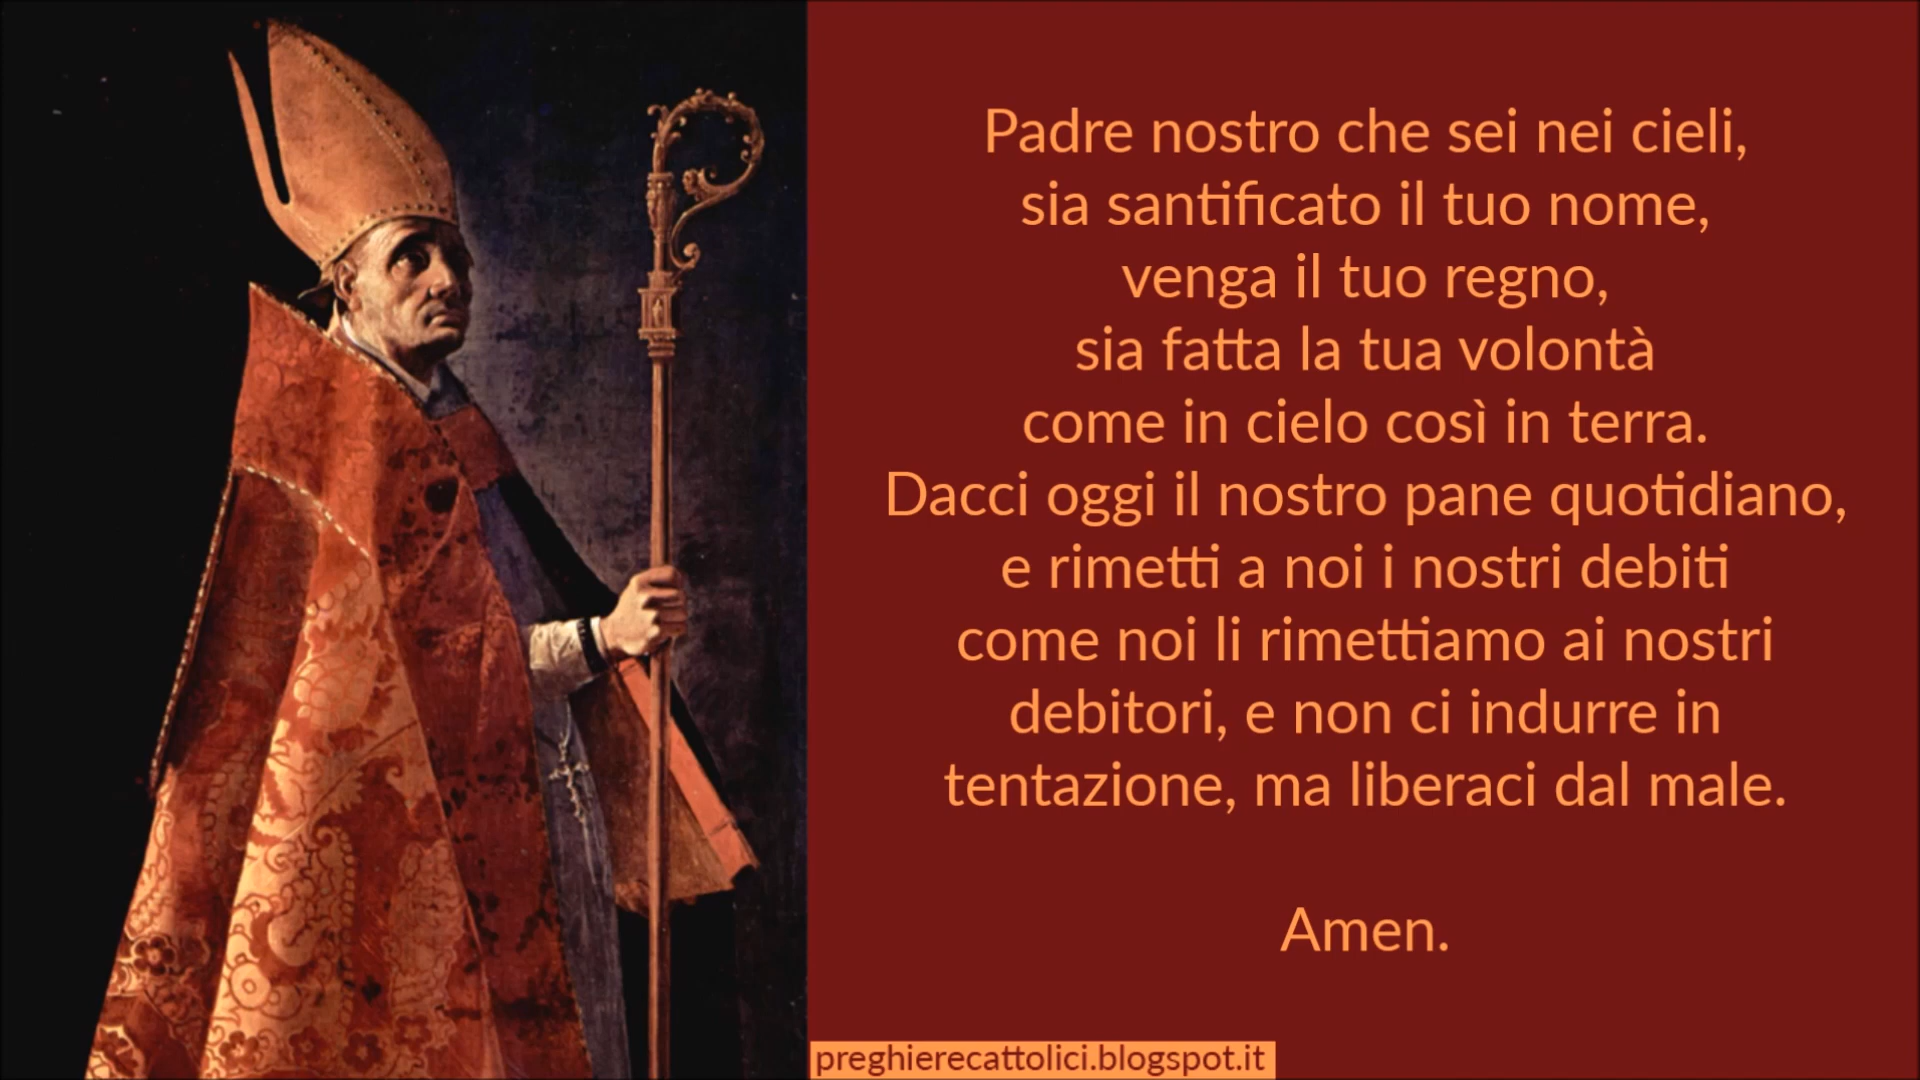 Padre nostro che sei nei cieli,
sia santificato il tuo nome,
venga il tuo regno,
sia fatta la tua volontà
come in cielo così in terra.
Dacci oggi il nostro pane quotidiano,
e rimetti a noi i nostri debiti
come noi li rimettiamo ai nostri
debitori, e non ci indurre in
tentazione, ma liberaci dal male.
Amen.
preghierecattolici.blogspot.it